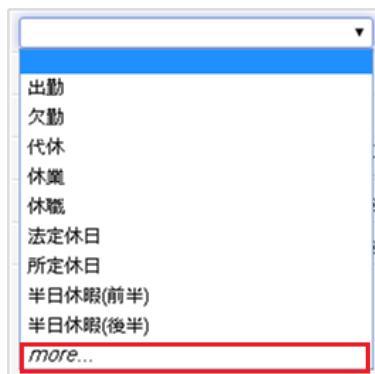 出勤
欠勤
代休
休業
休職
法定休日
所定休日
半日休暇(前半)
半日休暇(後半)
more...